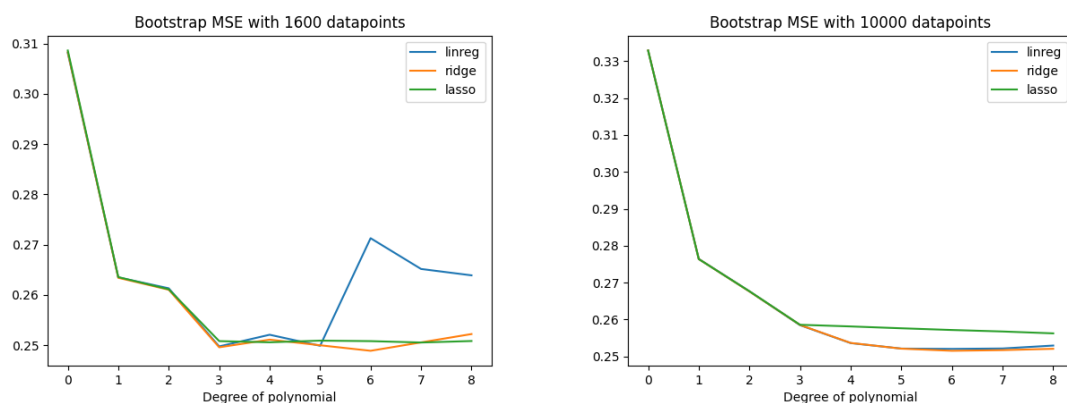 Bootstrap MSE with 1600 datapoints
0.31
0.30
0.29
0.28
0.27
0.26
0.25
linreg
ridge
lasso
0 1 2 3 4 5 6 7 8
Degree of polynomial
Bootstrap MSE with 10000 datapoints
0.33
0.32
0.31
0.30
0.29
0.28
0.27
0.26
0.25
linreg
ridge
lasso
0 1 2 3 4 5 6 7 8
Degree of polynomial